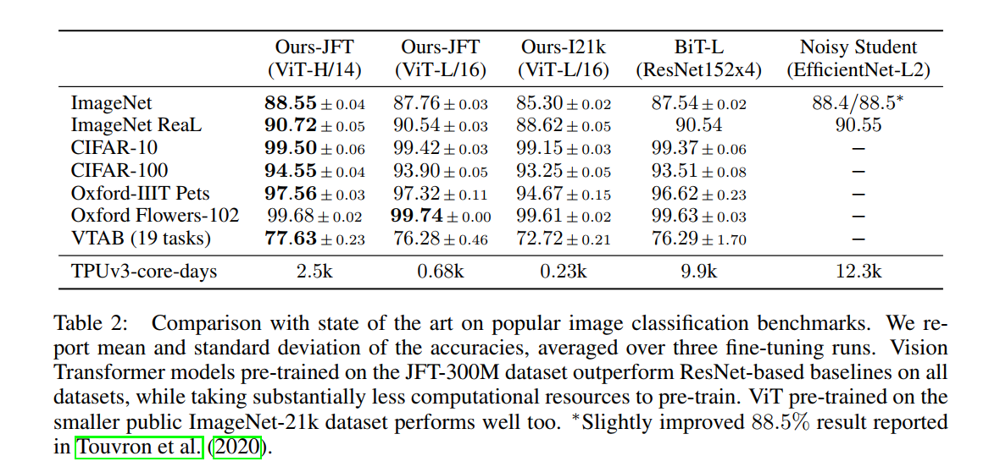 Ours-JFT Ours-JFT Ours-I21k BiT-L Noisy Student
(ViT-H/14) (ViT-L/16) (ViT-L/16) (ResNet152x4) (EfficientNet-L2)
ImageNet 88.55 ± 0.04 87.76 ± 0.03 85.30 ± 0.02 87.54 ± 0.02 88.4/88.5*
ImageNet ReaL 90.72 ± 0.05 90.54 ± 0.03 88.62 ± 0.05 90.54 90.55
CIFAR-10 99.50 ± 0.06 99.42 ± 0.03 99.15 ± 0.03 99.37 ± 0.06 −
CIFAR-100 94.55 ± 0.04 93.90 ± 0.05 93.25 ± 0.05 93.51 ± 0.08 −
Oxford-IIIT Pets 97.56 ± 0.03 97.32 ± 0.11 94.67 ± 0.15 96.62 ± 0.23 −
Oxford Flowers-102 99.68 ± 0.02 99.74 ± 0.00 99.61 ± 0.02 99.63 ± 0.03 −
VTAB (19 tasks) 77.63 ± 0.23 76.28 ± 0.46 72.72 ± 0.21 76.29 ± 1.70 −
TPUv3-core-days 2.5k 0.68k 0.23k 9.9k 12.3k
Table 2: Comparison with state of the art on popular image classification benchmarks. We re-
port mean and standard deviation of the accuracies, averaged over three fine-tuning runs. Vision
Transformer models pre-trained on the JFT-300M dataset outperform ResNet-based baselines on all
datasets, while taking substantially less computational resources to pre-train. ViT pre-trained on the
smaller public ImageNet-21k dataset performs well too. *Slightly improved 88.5% result reported
in Touvron et al. (2020).